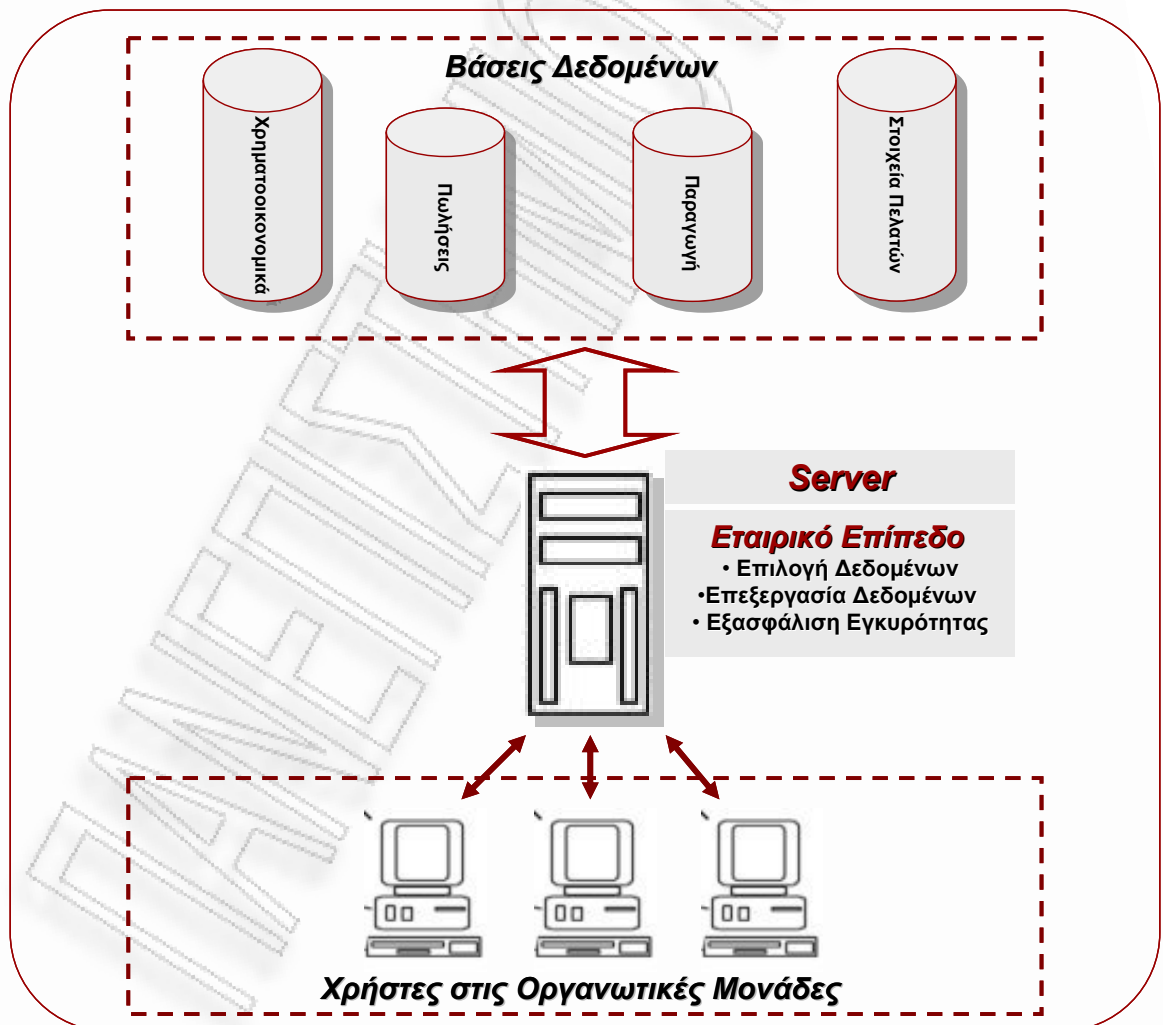 Βάσεις Δεδομένων
Χρηματοοικονομικά
Πωλήσεις
Παραγωγή
Στοιχεία Πελατών
Server
Εταιρικό Επίπεδο
• Επιλογή Δεδομένων
•Επεξεργασία Δεδομένων
• Εξασφάλιση Εγκυρότητας
Χρήστες στις Οργανωτικές Μονάδες